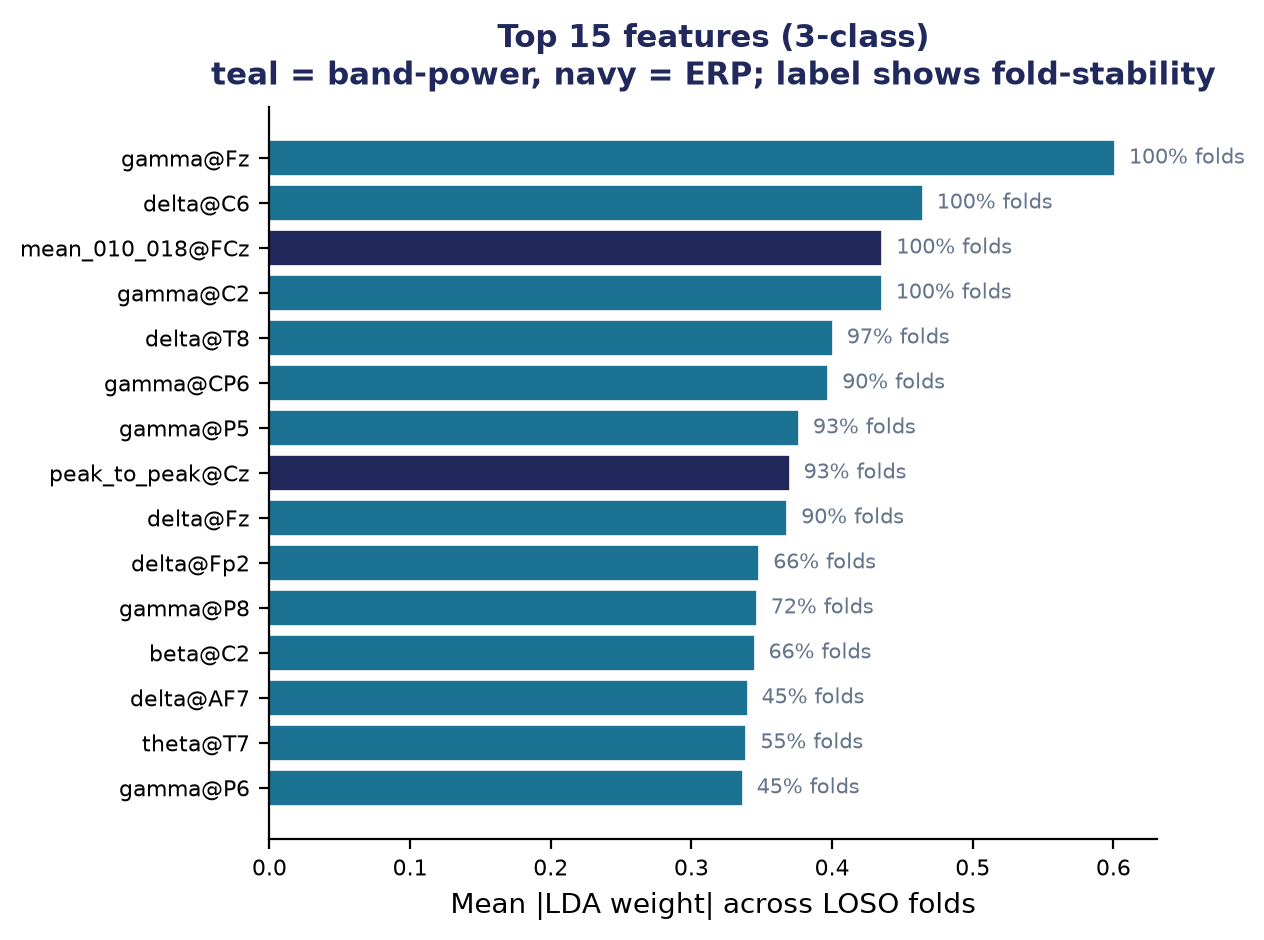 Top 15 features (3-class)
teal = band-power, navy = ERP; label shows fold-stability
gamma@Fz 100% folds
delta@C6 100% folds
mean_010_018@FCz 100% folds
gamma@C2 100% folds
delta@T8 97% folds
gamma@CP6 90% folds
gamma@P5 93% folds
peak_to_peak@Cz 93% folds
delta@Fz 90% folds
delta@Fp2 66% folds
gamma@P8 72% folds
beta@C2 66% folds
delta@AF7 45% folds
theta@T7 55% folds
gamma@P6 45% folds
0.0 0.1 0.2 0.3 0.4 0.5 0.6
Mean |LDA weight| across LOSO folds